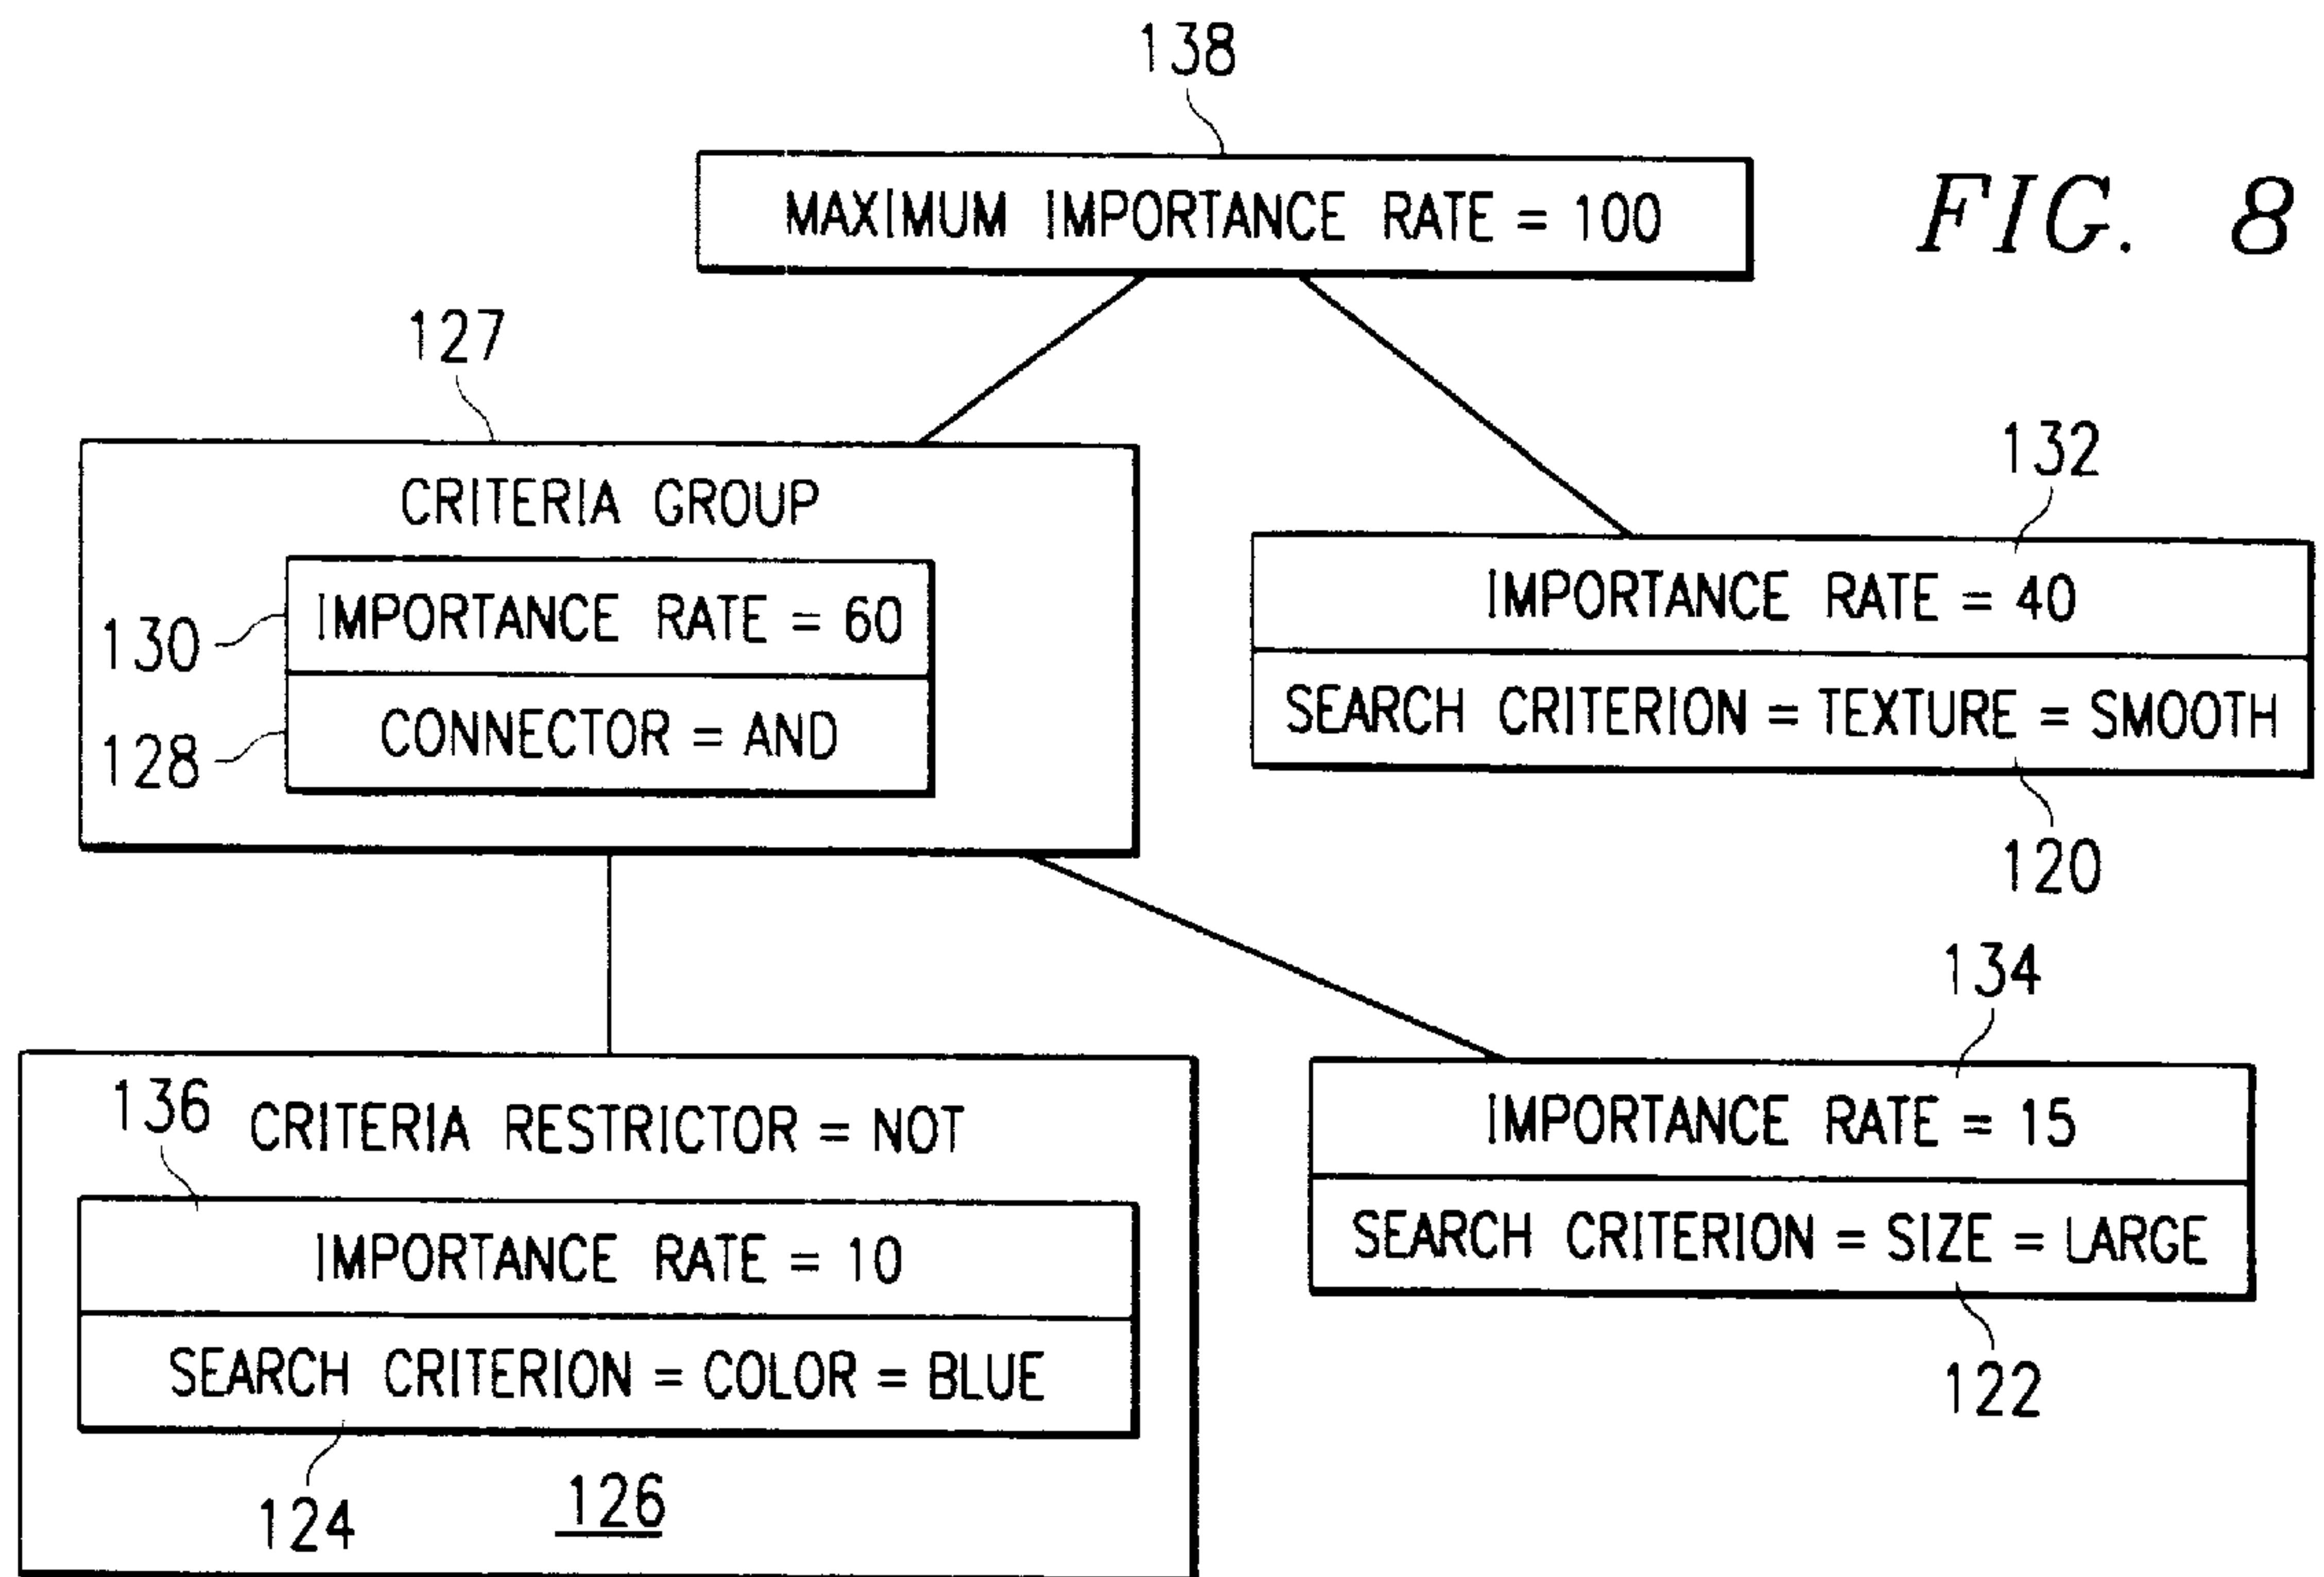 138
MAXIMUM IMPORTANCE RATE = 100
FIG. 8
127
CRITERIA GROUP
130
IMPORTANCE RATE = 60
128
CONNECTOR = AND
132
IMPORTANCE RATE = 40
SEARCH CRITERION = TEXTURE = SMOOTH
120
136
CRITERIA RESTRICTOR = NOT
IMPORTANCE RATE = 10
SEARCH CRITERION = COLOR = BLUE
124
126
134
IMPORTANCE RATE = 15
SEARCH CRITERION = SIZE = LARGE
122